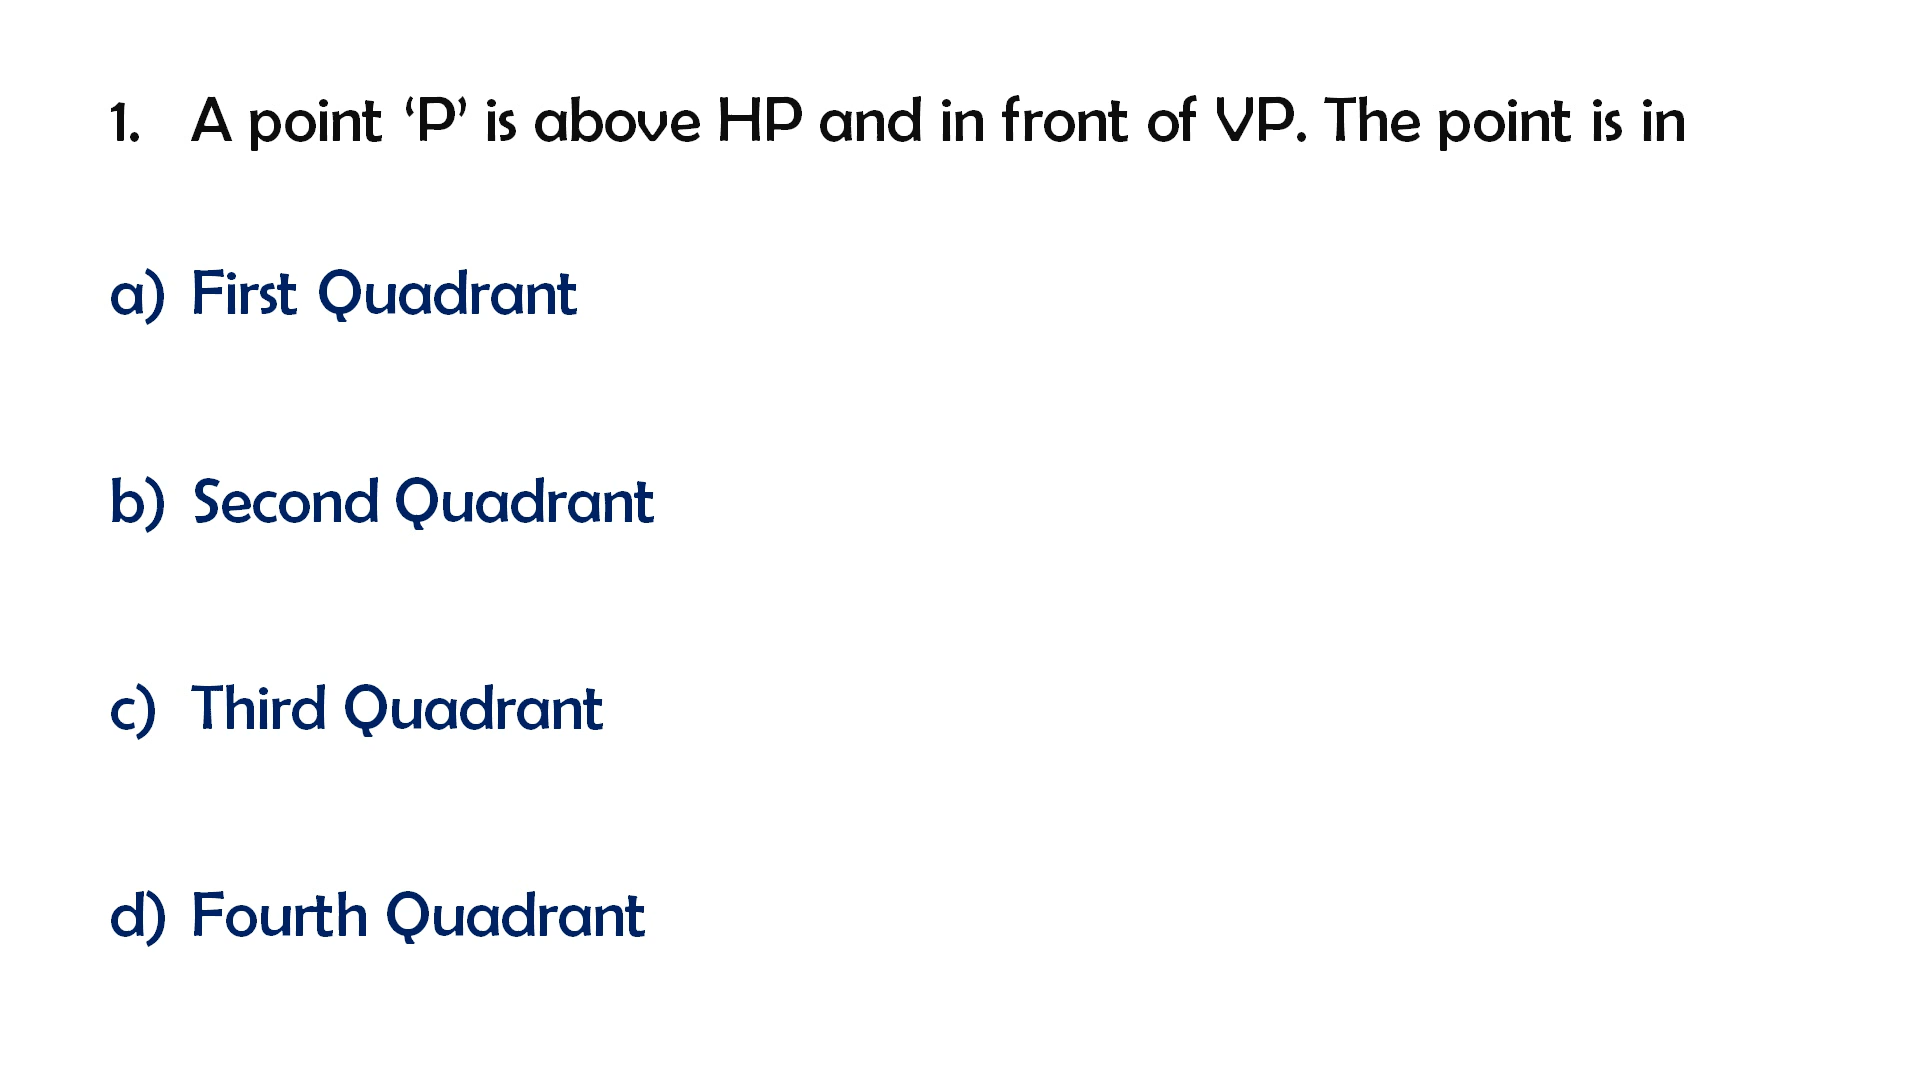 1. A point ‘P’ is above HP and in front of VP. The point is in
a) First Quadrant
b) Second Quadrant
c) Third Quadrant
d) Fourth Quadrant